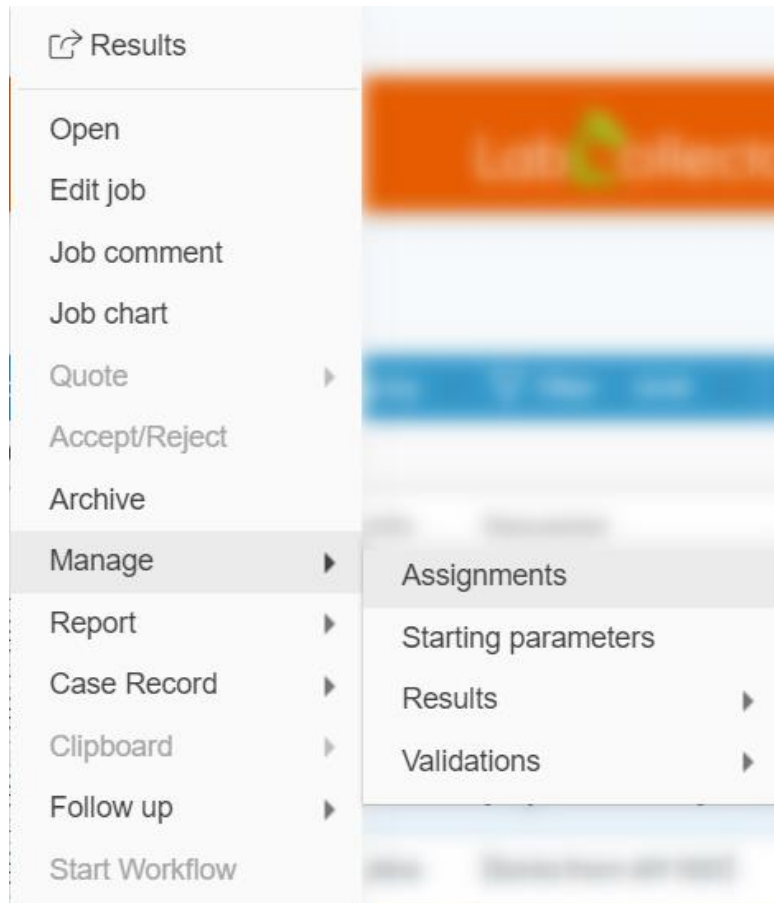 Results
Open
Edit job
Job comment
Job chart
Quote
Accept/Reject
Archive
Manage
Assignments
Report
Starting parameters
Case Record
Results
Clipboard
Validations
Follow up
Start Workflow